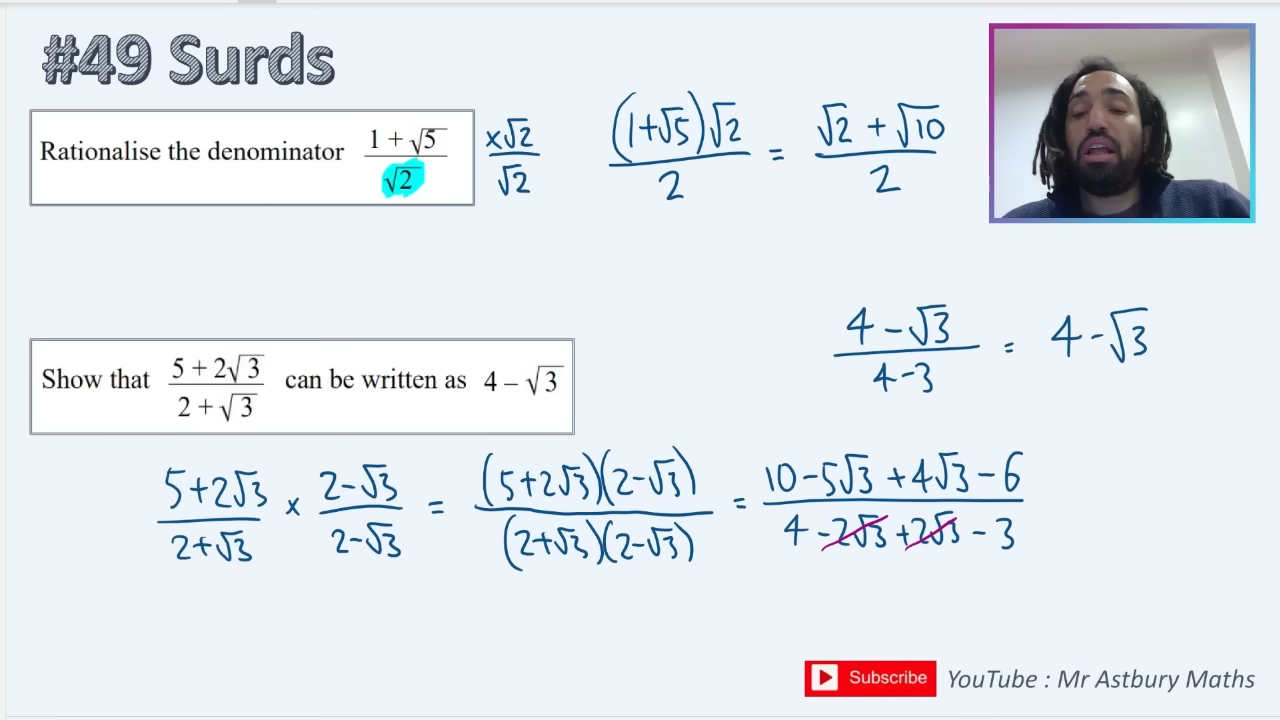 #49 Surds
Rationalise the denominator (1 + √5)/√2
×√2/√2
(1+√5)√2/2 = (√2 + √10)/2
(4 - √3)/(4-3) = 4 - √3
Show that (5 + 2√3)/(2 + √3) can be written as 4 – √3
(5+2√3)/(2+√3) × (2-√3)/(2-√3) = (5+2√3)(2-√3)/(2+√3)(2-√3) = (10-5√3+4√3-6)/(4-2√3+2√3-3)
Subscribe YouTube : Mr Astbury Maths